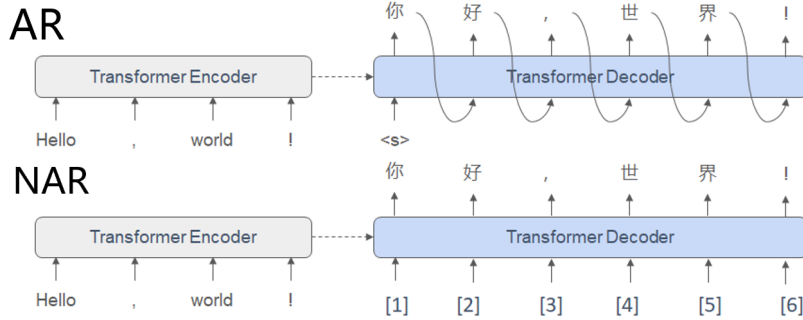 AR
你 好 , 世 界 !
Transformer Encoder Transformer Decoder
Hello , world ! <s>
NAR
你 好 , 世 界 !
Transformer Encoder Transformer Decoder
Hello , world ! [1] [2] [3] [4] [5] [6]